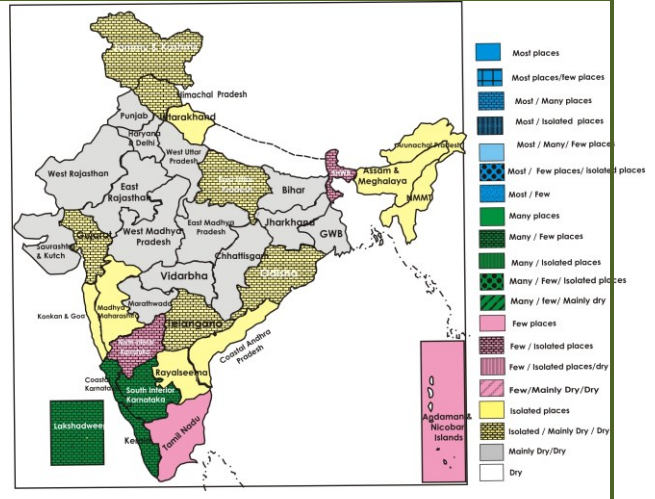 Jammu & Kashmir
Himachal Pradesh
Punjab
Uttarakhand
Haryana
& Delhi
West Uttar
Pradesh
West Rajasthan
East
Rajasthan
Bihar
SHWB
Assam &
Meghalaya
Arunachal Pradesh
NMMT
Gujarat
Saurashtra
& Kutch
West Madhya
Pradesh
East Madhya
Pradesh
Jharkhand
GWB
Chhattisgarh
Odisha
Vidarbha
Marathwada
Madhya
Maharashtra
Konkan & Goa
Telangana
Coastal Andhra
Pradesh
Rayalseema
Coastal
Karnataka
South Interior
Karnataka
Lakshadweep
Kerala
Tamil Nadu
Andaman &
Nicobar
Islands
Most places
Most places/few places
Most / Many places
Most / Isolated places
Most / Many/ Few places
Most / Few places/ Isolated places
Most / Few
Many places
Many / Few places
Many / Isolated places
Many / Few/ Isolated places
Many / few/ Mainly dry
Few places
Few / Isolated places
Few / Isolated places/dry
Few/Mainly Dry/Dry
Isolated places
Isolated / Mainly Dry / Dry
Mainly Dry/Dry
Dry